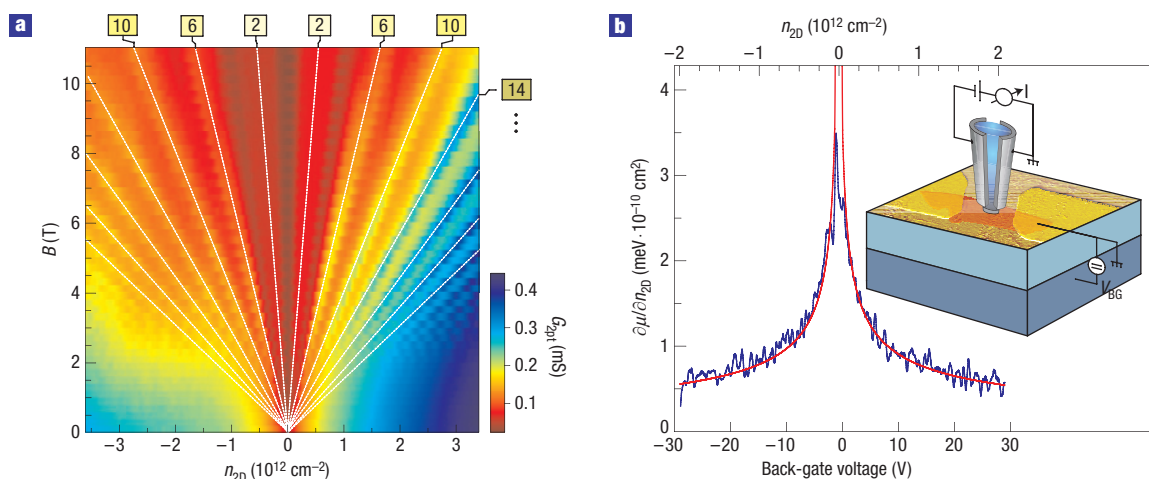 a
10 6 2 2 6 10
14
⋮
10
8
6
4
2
0
B (T)
−3 −2 −1 0 1 2 3
n2D (10¹² cm−2)
0.4
0.3
0.2
0.1
G2pt (mS)
b
n2D (10¹² cm−2)
−2 −1 0 1 2
4
3
2
1
0
∂μ/∂n2D (meV · 10−10 cm2)
−30 −20 −10 0 10 20 30
Back-gate voltage (V)
I
VBG